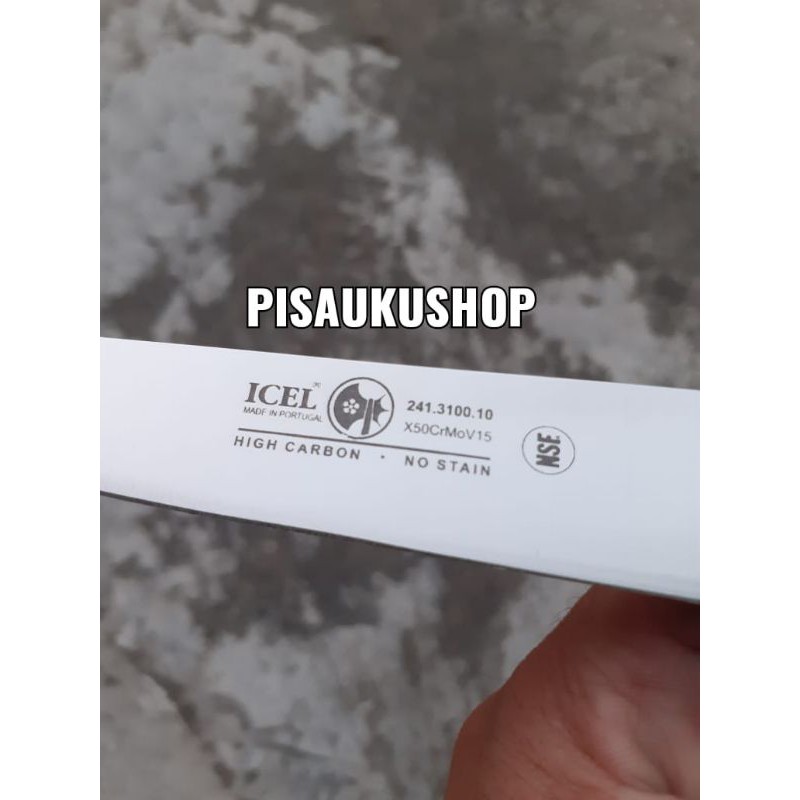 PISAUKUSHOP
ICEL®
MADE IN PORTUGAL
241.3100.10
X50CrMoV15
HIGH CARBON · NO STAIN
NSF